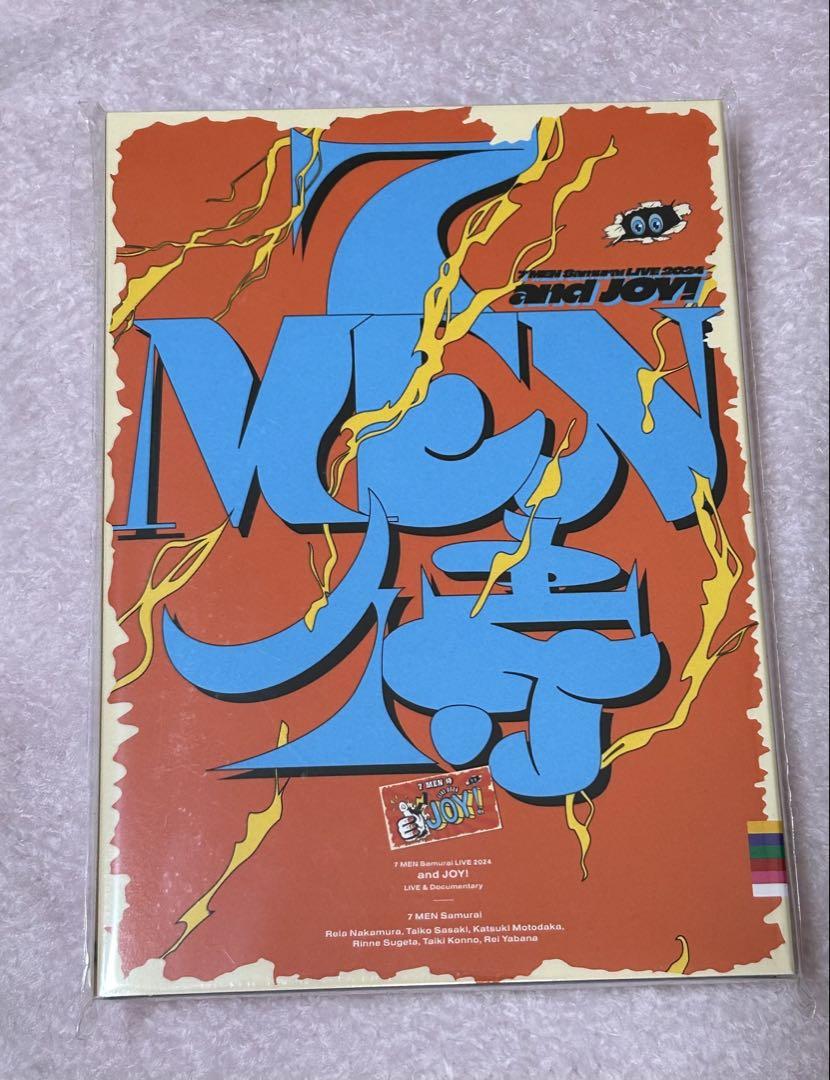 7
7 MEN Samurai LIVE 2024
and JOY!
MEN
侍
7 MEN 侍
LIVE 2024
JOY!
7 MEN Samurai LIVE 2024
and JOY!
LIVE & Documentary
7 MEN Samurai
Reia Nakamura, Taiko Sasaki, Katsuki Motodaka,
Rinne Sugeta, Taiki Konno, Rei Yabana